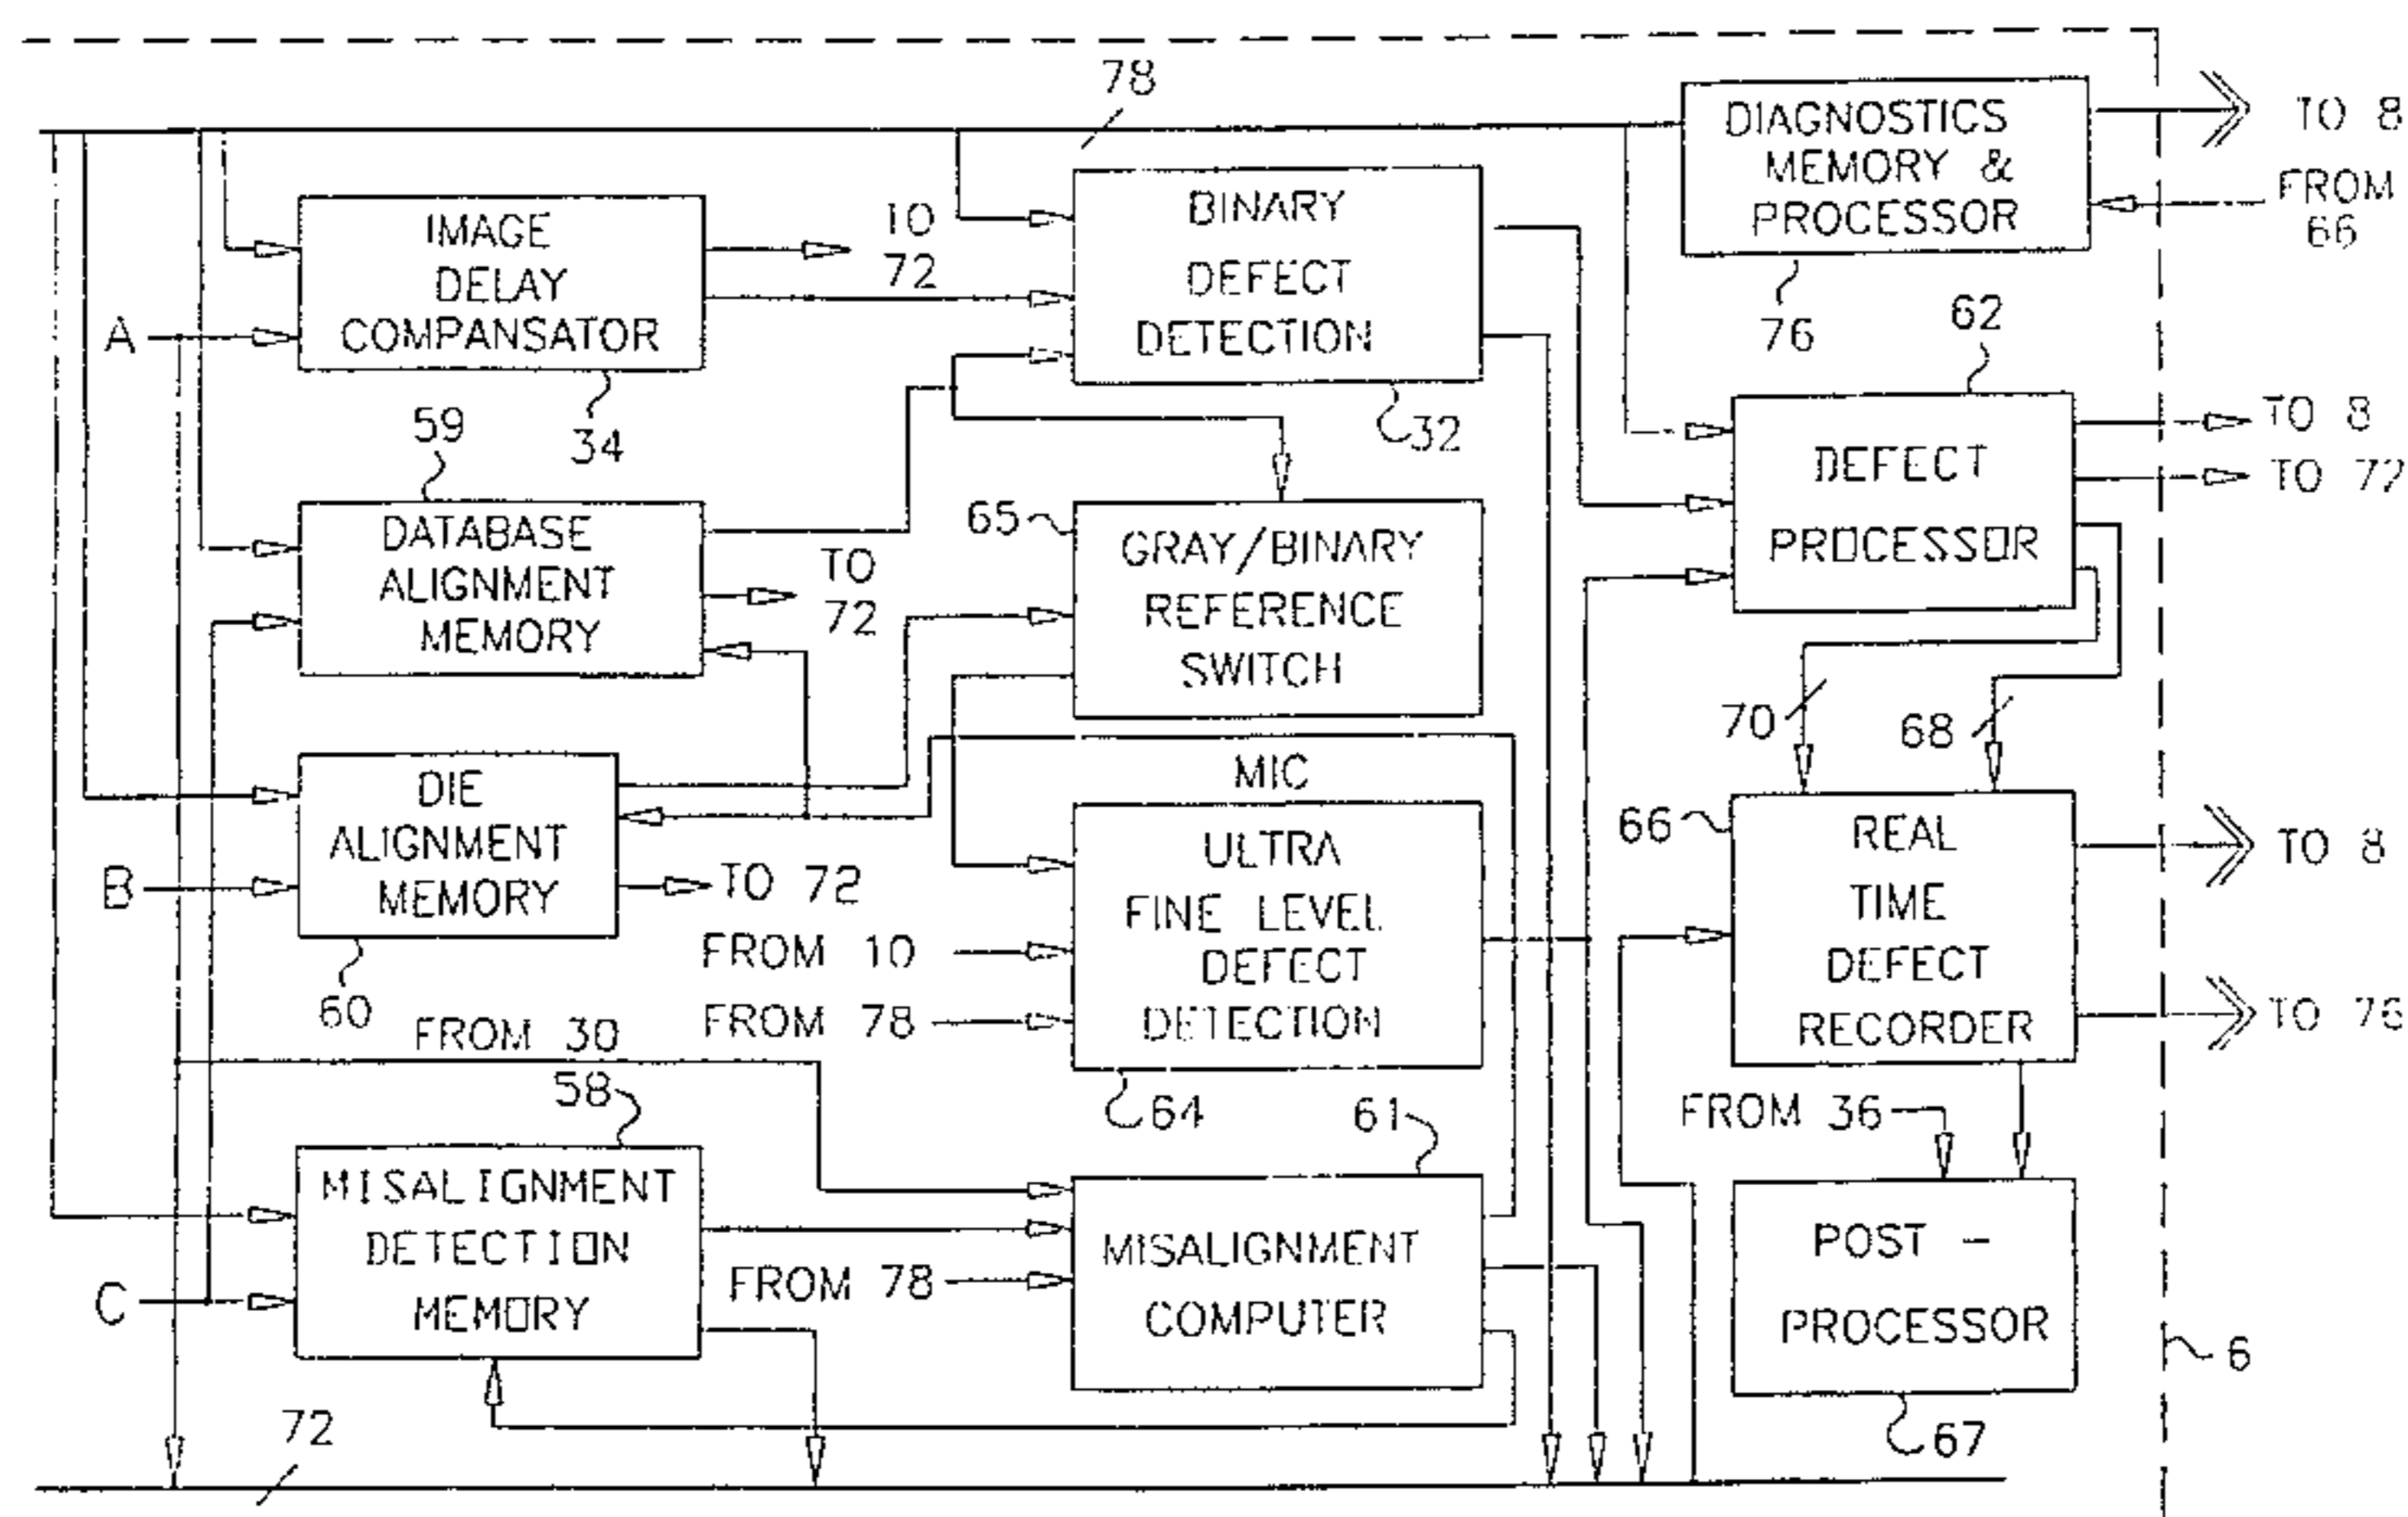 78
DIAGNOSTICS
MEMORY &
PROCESSOR
TO 8
FROM
66
76
IMAGE
DELAY
COMPANSATOR
34
TO
72
BINARY
DEFECT
DETECTION
32
A
62
DEFECT
PROCESSOR
TO 8
TO 72
59
DATABASE
ALIGNMENT
MEMORY
TO
72
65
GRAY/BINARY
REFERENCE
SWITCH
70
68
DIE
ALIGNMENT
MEMORY
60
B
TO 72
MIC
ULTRA
FINE LEVEL
DEFECT
DETECTION
64
FROM 10
FROM 78
66
REAL
TIME
DEFECT
RECORDER
TO 8
TO 76
FROM 30
58
MISALIGNMENT
DETECTION
MEMORY
C
FROM 78
61
MISALIGNMENT
COMPUTER
FROM 36
POST -
PROCESSOR
67
6
72